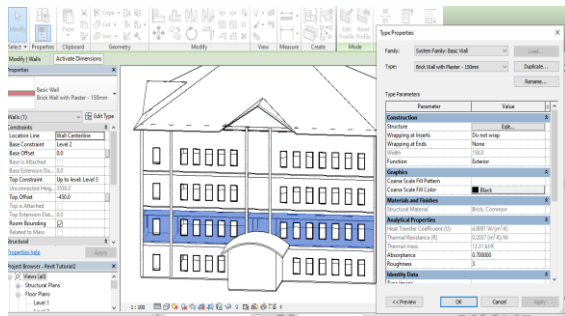 Modify
Paste
Cope
Cut
Join
Edit Profile
Reset Profile
Select
Properties
Clipboard
Geometry
Modify
View
Measure
Create
Mode
Modify | Walls
Activate Dimensions
Properties
Basic Wall
Brick Wall with Plaster - 150mm
Walls (1)
Edit Type
Constraints
Location Line Wall Centerline
Base Constraint Level 2
Base Offset 0.0
Base is Attached
Base Extension Dis... 0.0
Top Constraint Up to level: Level 3
Unconnected Heig... 3550.0
Top Offset -450.0
Top is Attached
Top Extension Dist... 0.0
Room Bounding
Related to Mass
Structural
Properties help
Apply
Project Browser - Revit Tutorial2
Views (all)
Structural Plans
Floor Plans
Level 1
1 : 100
Type Properties
Family: System Family: Basic Wall
Load...
Type: Brick Wall with Plaster - 150mm
Duplicate...
Rename...
Type Parameters
Parameter Value
Construction
Structure Edit...
Wrapping at Inserts Do not wrap
Wrapping at Ends None
Width 150.0
Function Exterior
Graphics
Coarse Scale Fill Pattern
Coarse Scale Fill Color Black
Materials and Finishes
Structural Material Brick, Common
Analytical Properties
Heat Transfer Coefficient (U)
Thermal Resistance (R)
Thermal mass
Absorptance 0.700000
Roughness 3
Identity Data
<< Preview
OK
Cancel
Apply